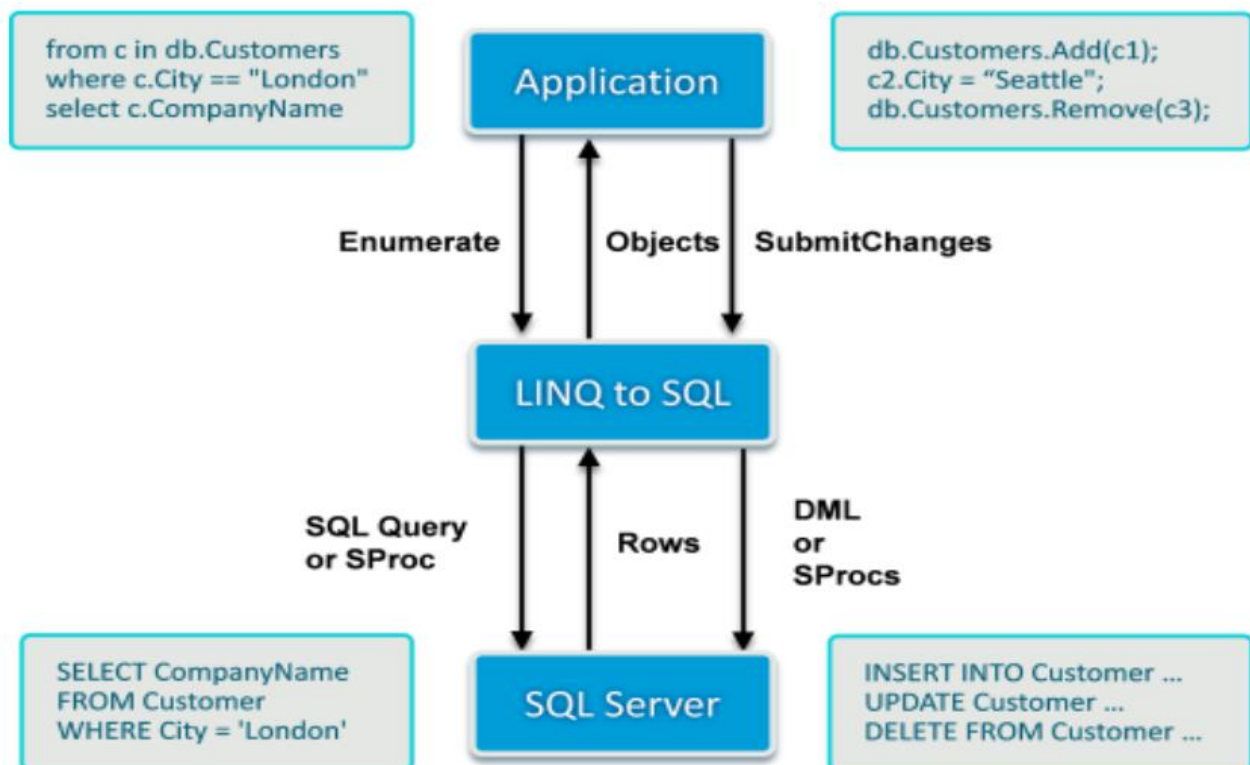 from c in db.Customers
where c.City == "London"
select c.CompanyName
Application
db.Customers.Add(c1);
c2.City = “Seattle";
db.Customers.Remove(c3);
Enumerate
Objects
SubmitChanges
LINQ to SQL
SQL Query
or SProc
Rows
DML
or
SProcs
SELECT CompanyName
FROM Customer
WHERE City = 'London'
SQL Server
INSERT INTO Customer ...
UPDATE Customer ...
DELETE FROM Customer ...